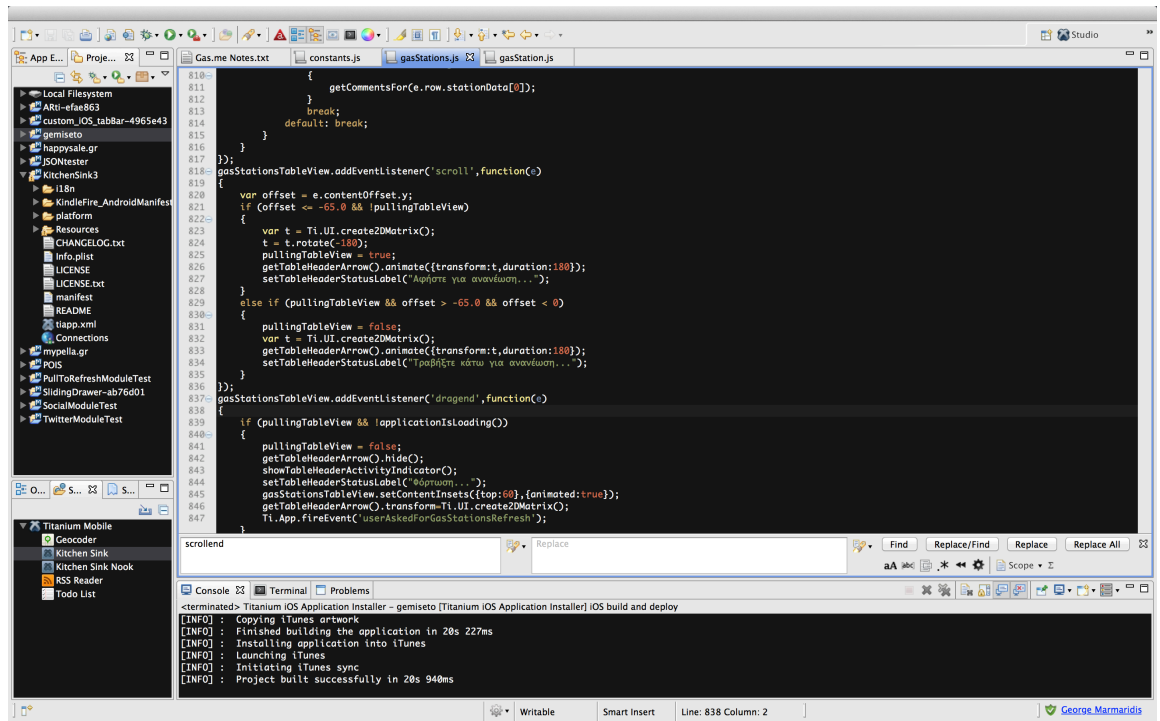 Studio
App E...
Proje...
Gas.me Notes.txt
constants.js
gasStations.js
gasStation.js
Local Filesystem
ARti-efae863
custom_iOS_tabBar-4965e43
gemiseto
happysale.gr
JSONtester
KitchenSink3
i18n
KindleFire_AndroidManifest
platform
Resources
CHANGELOG.txt
Info.plist
LICENSE
LICENSE.txt
manifest
README
tiapp.xml
Connections
mypella.gr
POIS
PullToRefreshModuleTest
SlidingDrawer-ab76d01
SocialModuleTest
TwitterModuleTest
810 {
811 getCommentsFor(e.row.stationData[0]);
812 }
813 break;
814 default: break;
815 }
816 }
817 });
818 gasStationsTableView.addEventListener('scroll',function(e)
819 {
820 var offset = e.contentOffset.y;
821 if (offset <= -65.0 && !pullingTableView)
822 {
823 var t = Ti.UI.create2DMatrix();
824 t = t.rotate(-180);
825 pullingTableView = true;
826 getTableHeaderArrow().animate({transform:t,duration:180});
827 setTableHeaderStatusLabel("Αφήστε για ανανέωση...");
828 }
829 else if (pullingTableView && offset > -65.0 && offset < 0)
830 {
831 pullingTableView = false;
832 var t = Ti.UI.create2DMatrix();
833 getTableHeaderArrow().animate({transform:t,duration:180});
834 setTableHeaderStatusLabel("Τραβήξτε κάτω για ανανέωση...");
835 }
836 });
837 gasStationsTableView.addEventListener('dragend',function(e)
838 {
839 if (pullingTableView && !applicationIsLoading())
840 {
841 pullingTableView = false;
842 getTableHeaderArrow().hide();
843 showTableHeaderActivityIndicator();
844 setTableHeaderStatusLabel("Φόρτωση...");
845 gasStationsTableView.setContentInsets({top:60},{animated:true});
846 getTableHeaderArrow().transform=Ti.UI.create2DMatrix();
847 Ti.App.fireEvent('userAskedForGasStationsRefresh');
}
O...
S...
S...
Titanium Mobile
Geocoder
Kitchen Sink
Kitchen Sink Nook
RSS Reader
Todo List
scrollend
Replace
Find
Replace/Find
Replace
Replace All
aA
Scope
Σ
Console
Terminal
Problems
<terminated> Titanium iOS Application Installer - gemiseto [Titanium iOS Application Installer] iOS build and deploy
[INFO] : Copying iTunes artwork
[INFO] : Finished building the application in 20s 227ms
[INFO] : Installing application into iTunes
[INFO] : Launching iTunes
[INFO] : Initiating iTunes sync
[INFO] : Project built successfully in 20s 940ms
Writable
Smart Insert
Line: 838 Column: 2
George Marmaridis